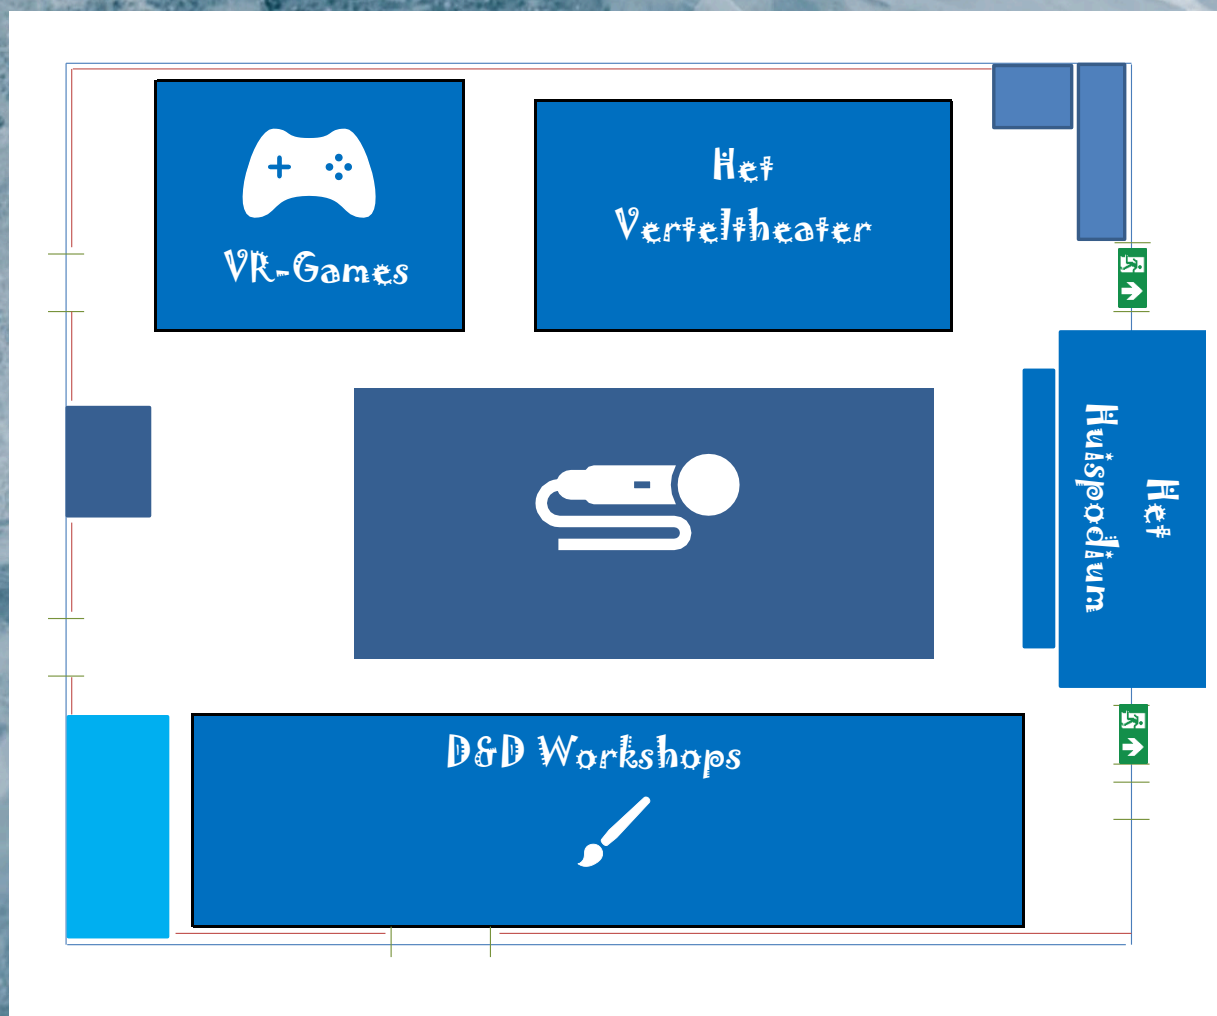 VR-Games
Het
Verteltheater
Het
Huispodium
D&D Workshops